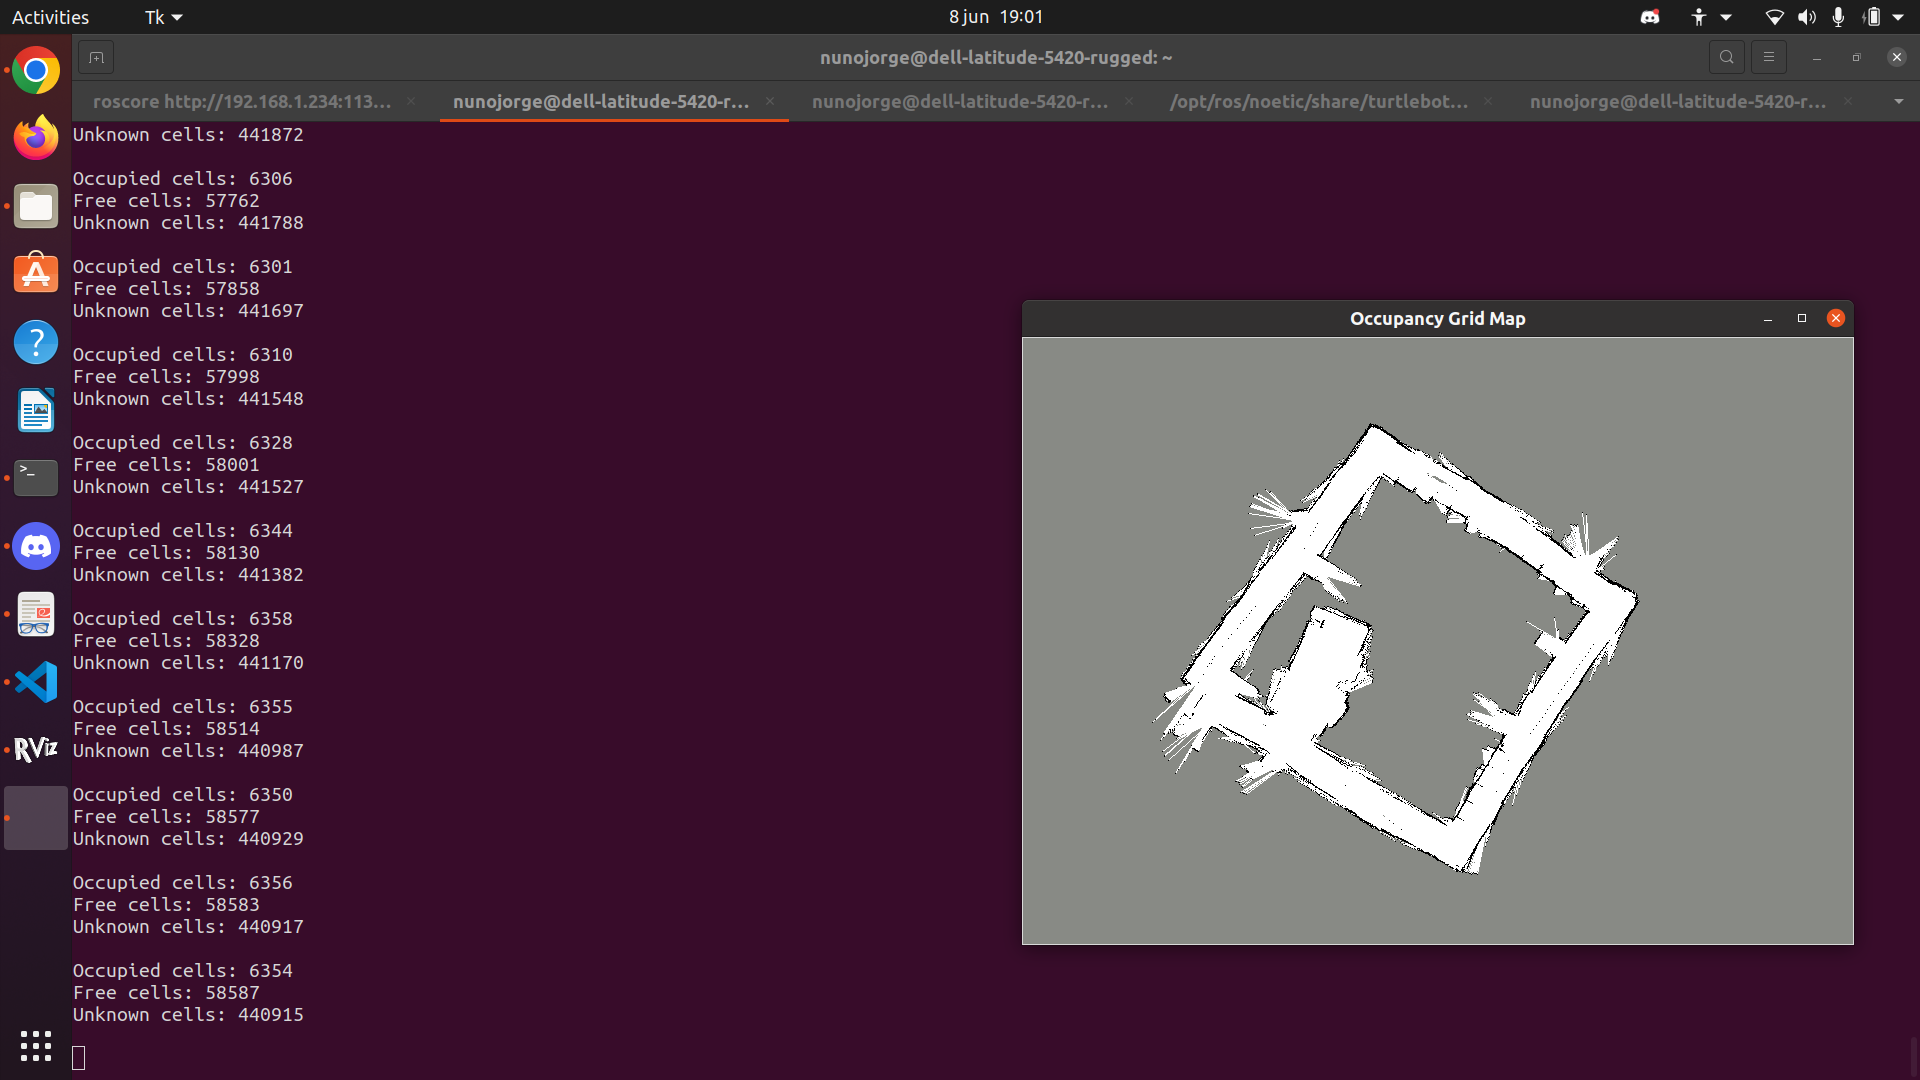 Activities
Tk
8 jun 19:01
nunojorge@dell-latitude-5420-rugged: ~
roscore http://192.168.1.234:113...
nunojorge@dell-latitude-5420-r...
nunojorge@dell-latitude-5420-r...
/opt/ros/noetic/share/turtlebot...
nunojorge@dell-latitude-5420-r...
Unknown cells: 441872
Occupied cells: 6306
Free cells: 57762
Unknown cells: 441788
Occupied cells: 6301
Free cells: 57858
Unknown cells: 441697
Occupied cells: 6310
Free cells: 57998
Unknown cells: 441548
Occupied cells: 6328
Free cells: 58001
Unknown cells: 441527
Occupied cells: 6344
Free cells: 58130
Unknown cells: 441382
Occupied cells: 6358
Free cells: 58328
Unknown cells: 441170
Occupied cells: 6355
Free cells: 58514
Unknown cells: 440987
Occupied cells: 6350
Free cells: 58577
Unknown cells: 440929
Occupied cells: 6356
Free cells: 58583
Unknown cells: 440917
Occupied cells: 6354
Free cells: 58587
Unknown cells: 440915
Occupancy Grid Map
RViz